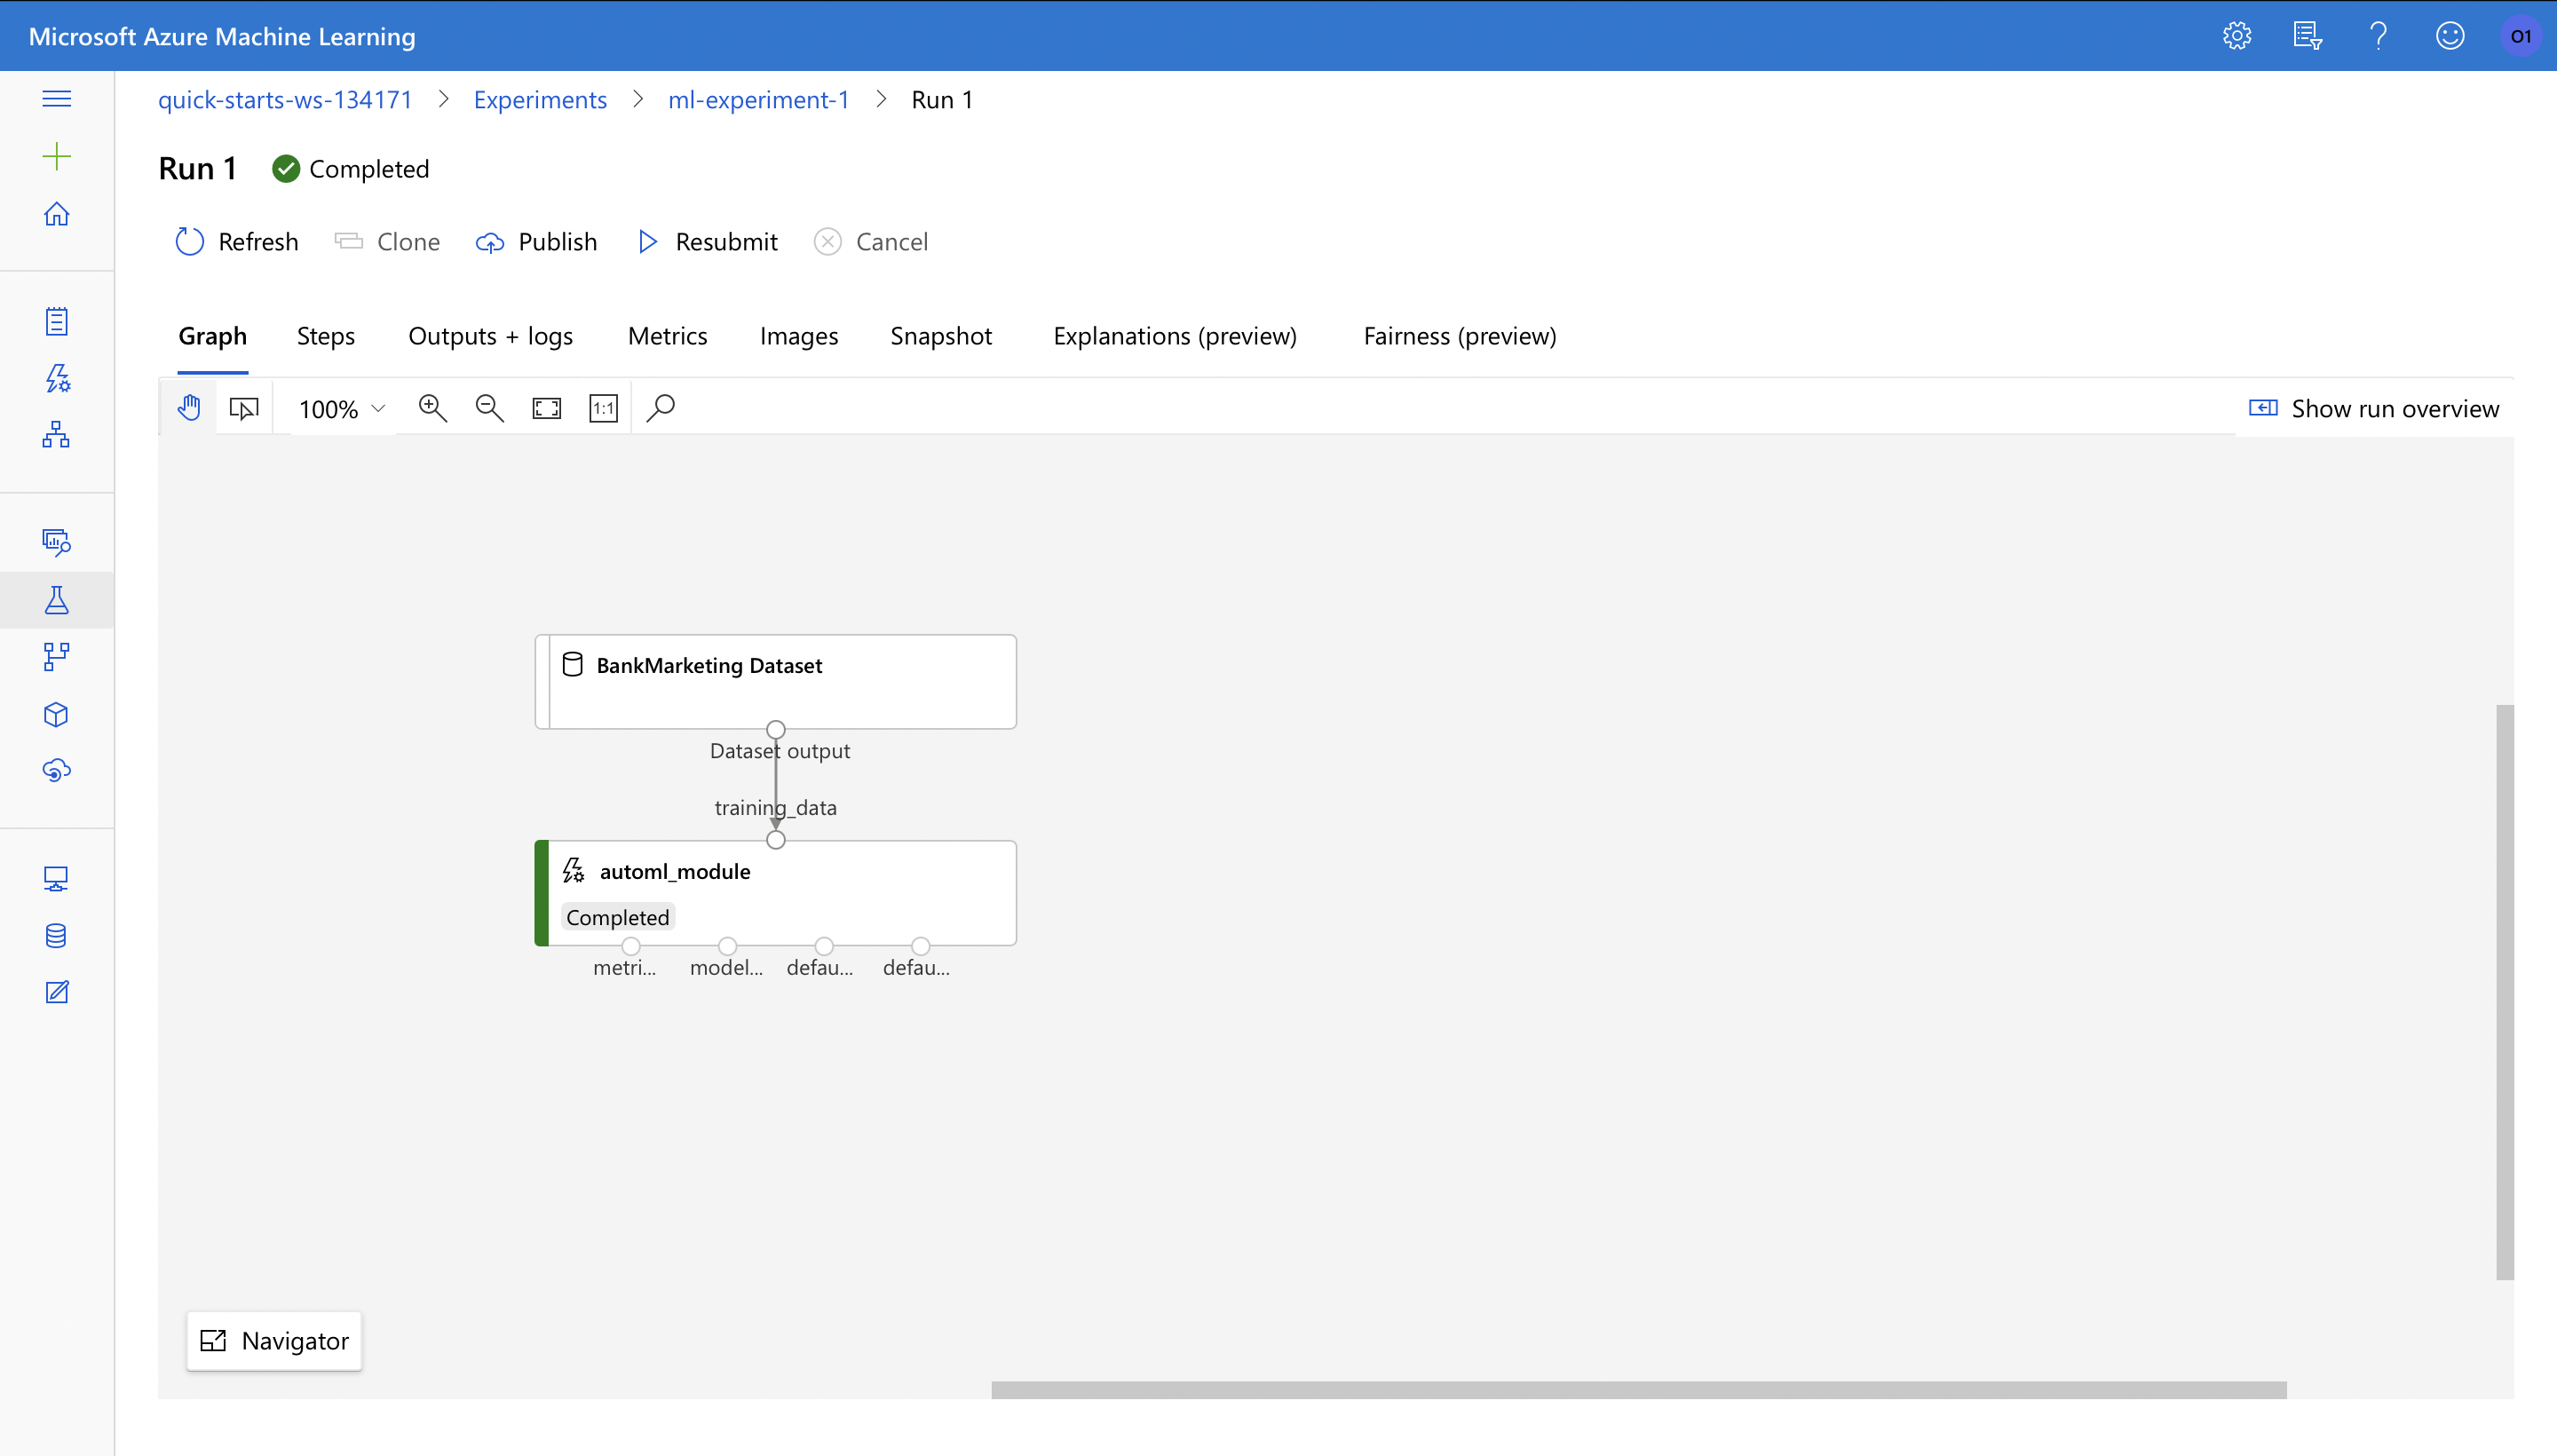 Microsoft Azure Machine Learning
O1
quick-starts-ws-134171 > Experiments > ml-experiment-1 > Run 1
Run 1 Completed
Refresh Clone Publish Resubmit Cancel
Graph Steps Outputs + logs Metrics Images Snapshot Explanations (preview) Fairness (preview)
100% 1:1 Show run overview
BankMarketing Dataset
Dataset output
training_data
automl_module
Completed
metri... model... defau... defau...
Navigator